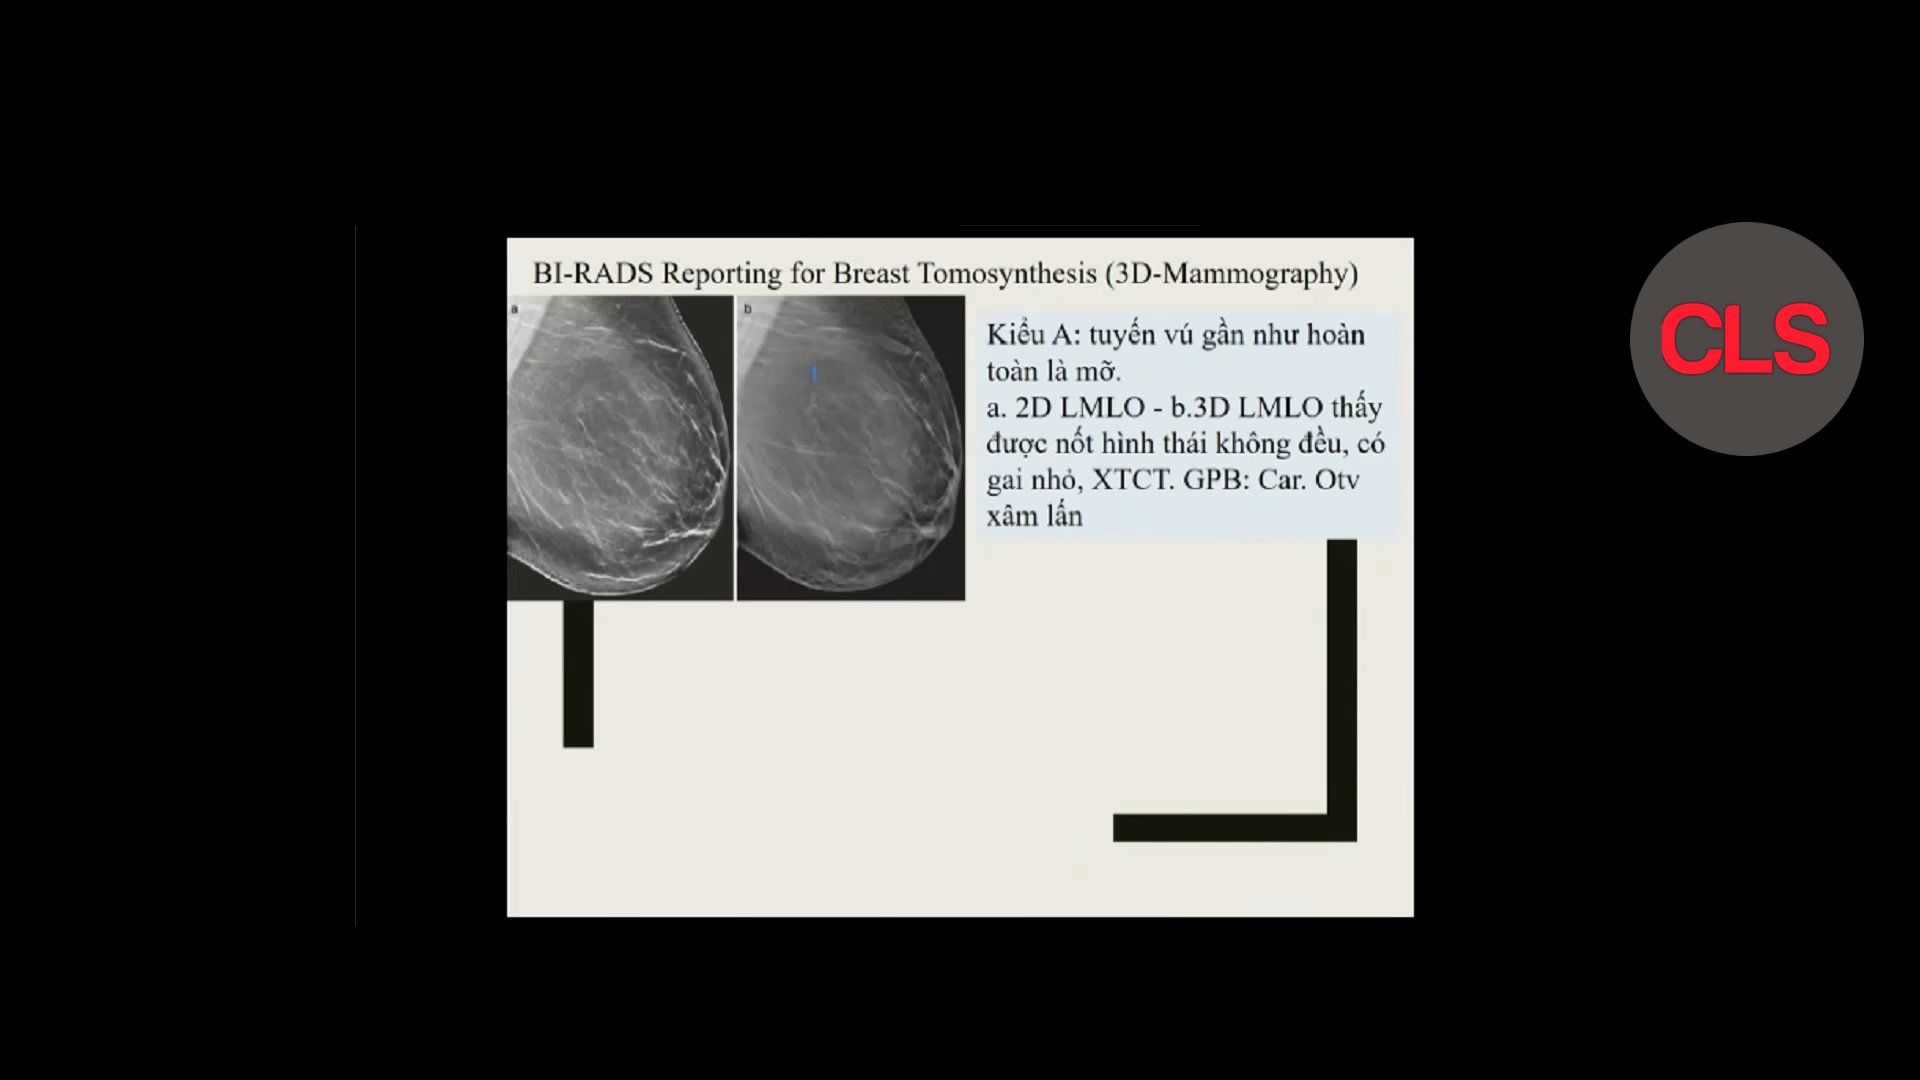 BI-RADS Reporting for Breast Tomosynthesis (3D-Mammography)
a
b
Kiểu A: tuyến vú gần như hoàn
toàn là mỡ.
a. 2D LMLO - b.3D LMLO thấy
được nốt hình thái không đều, có
gai nhỏ, XTCT. GPB: Car. Otv
xâm lấn
CLS